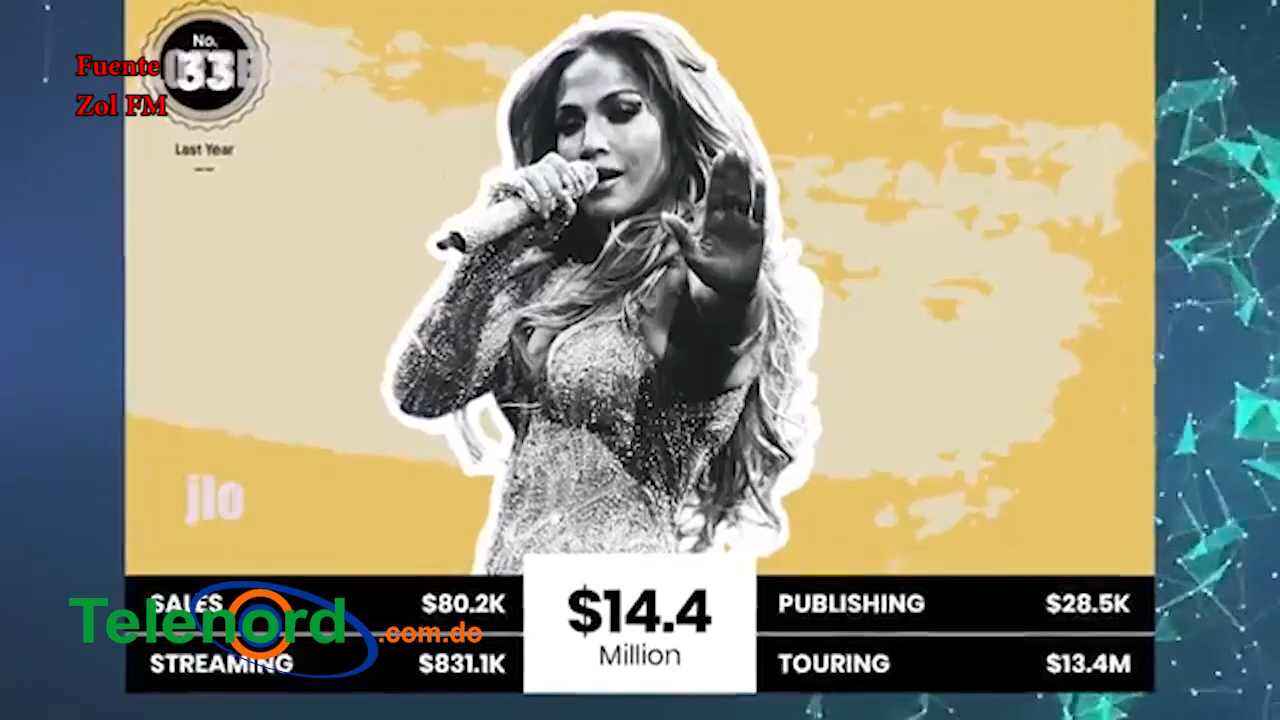 No.
33
Fuente
Zol FM
Last Year
jlo
SALES $80.2K
STREAMING $831.1K
$14.4
Million
PUBLISHING $28.5K
TOURING $13.4M
Telenord.com.do